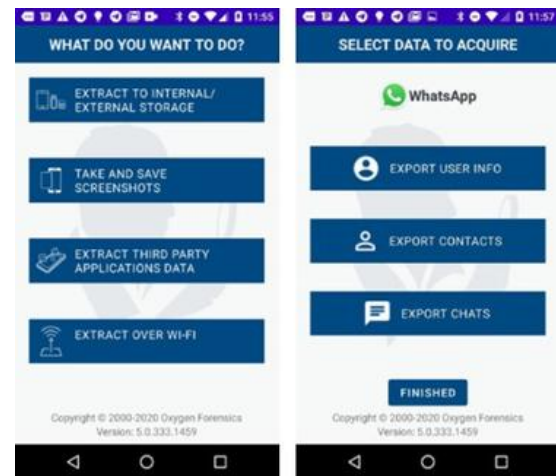 11:55
WHAT DO YOU WANT TO DO?
EXTRACT TO INTERNAL/
EXTERNAL STORAGE
TAKE AND SAVE
SCREENSHOTS
EXTRACT THIRD PARTY
APPLICATIONS DATA
EXTRACT OVER WI-FI
Copyright © 2000-2020 Oxygen Forensics
Version: 5.0.333.1459
11:57
SELECT DATA TO ACQUIRE
WhatsApp
EXPORT USER INFO
EXPORT CONTACTS
EXPORT CHATS
FINISHED
Copyright © 2000-2020 Oxygen Forensics
Version: 5.0.333.1459